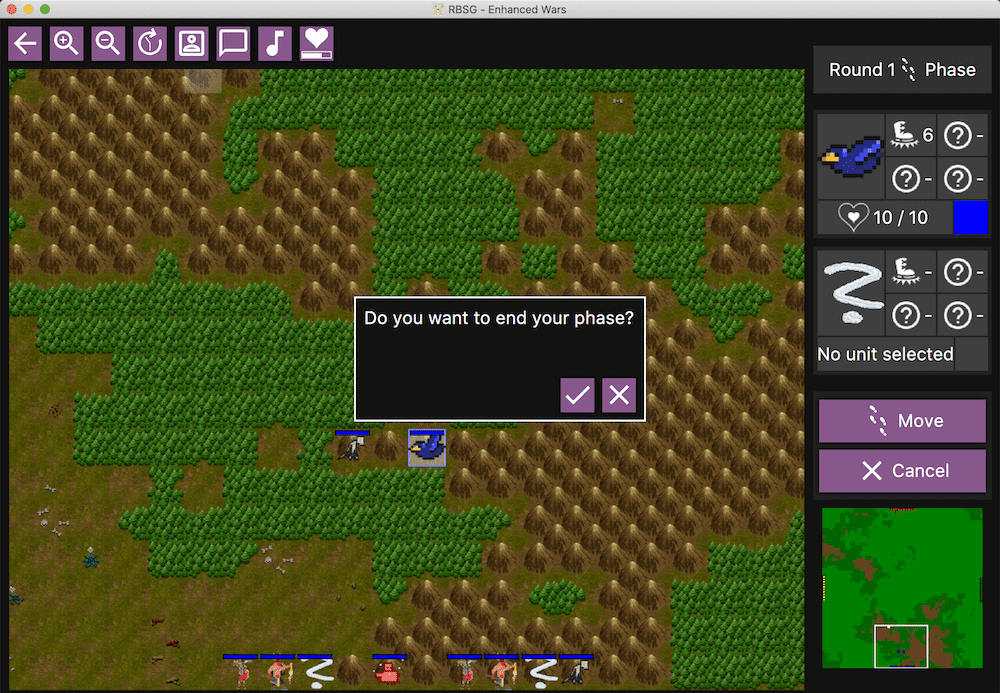 RBSG - Enhanced Wars
Round 1 Phase
6 -
- -
10 / 10
Do you want to end your phase?
- -
- -
No unit selected
Move
Cancel